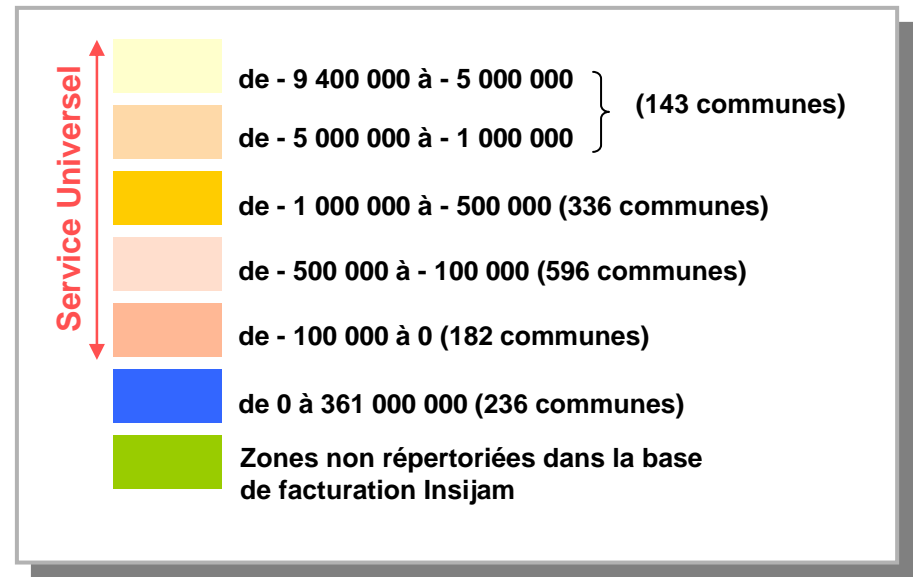 Service Universel
de - 9 400 000 à - 5 000 000
(143 communes)
de - 5 000 000 à - 1 000 000
de - 1 000 000 à - 500 000 (336 communes)
de - 500 000 à - 100 000 (596 communes)
de - 100 000 à 0 (182 communes)
de 0 à 361 000 000 (236 communes)
Zones non répertoriées dans la base
de facturation Insijam